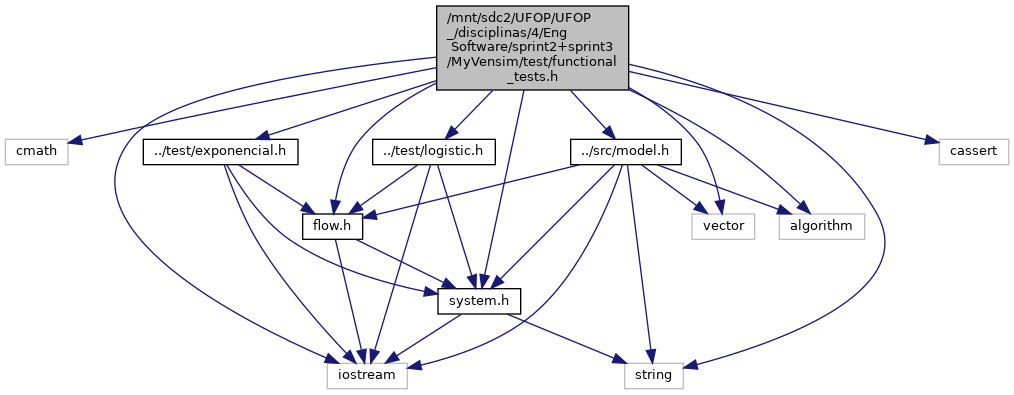 /mnt/sdc2/UFOP/UFOP
_/disciplinas/4/Eng
Software/sprint2+sprint3
/MyVensim/test/functional
_tests.h
cmath
../test/exponencial.h
../test/logistic.h
../src/model.h
cassert
flow.h
vector
algorithm
system.h
iostream
string